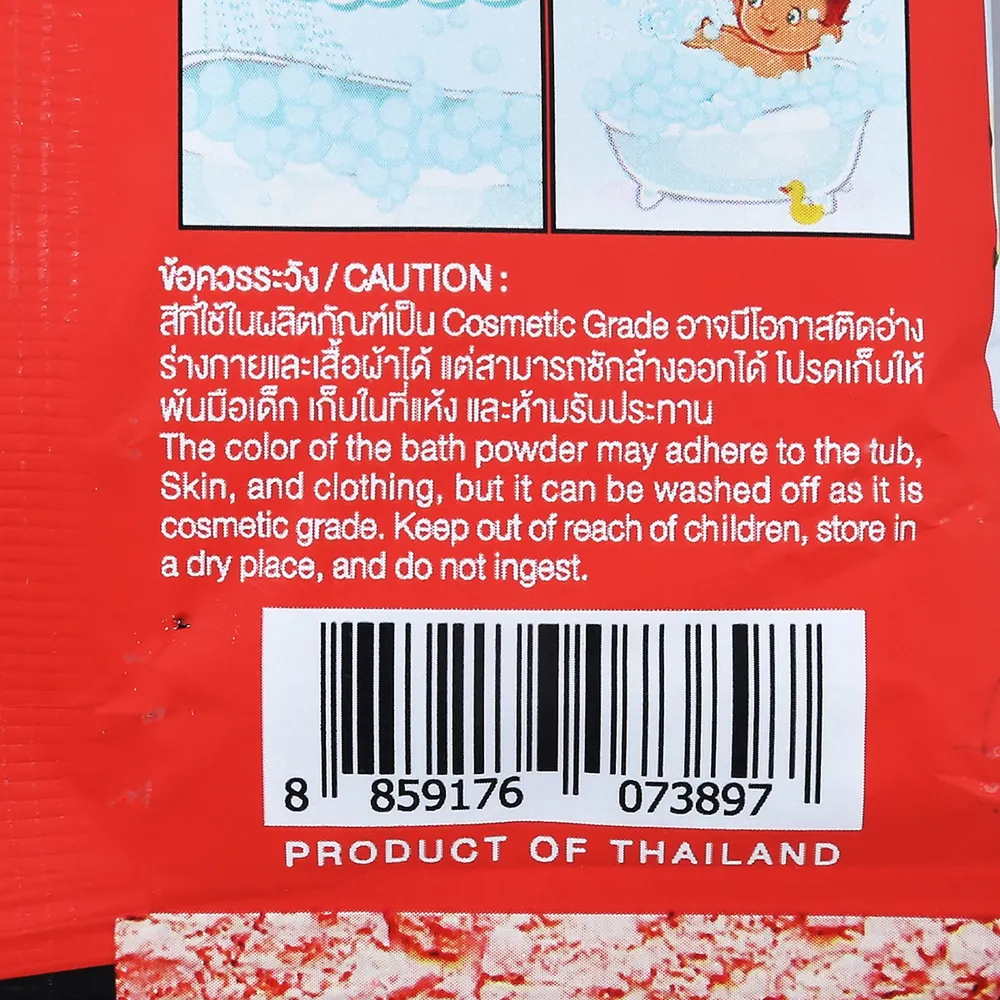 ข้อควรระวัง / CAUTION :
สีที่ใช้ในผลิตภัณฑ์เป็น Cosmetic Grade อาจมีโอกาสติดอ่าง
ร่างกายและเสื้อผ้าได้ แต่สามารถซักล้างออกได้ โปรดเก็บให้
พ้นมือเด็ก เก็บในที่แห้ง และห้ามรับประทาน
The color of the bath powder may adhere to the tub,
Skin, and clothing, but it can be washed off as it is
cosmetic grade. Keep out of reach of children, store in
a dry place, and do not ingest.
8 859176 073897
PRODUCT OF THAILAND